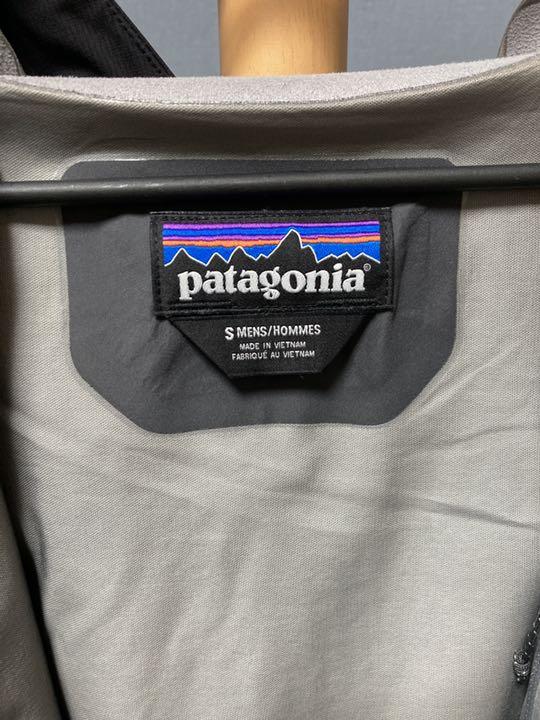 patagonia®
S MENS/HOMMES
MADE IN VIETNAM
FABRIQUÉ AU VIETNAM